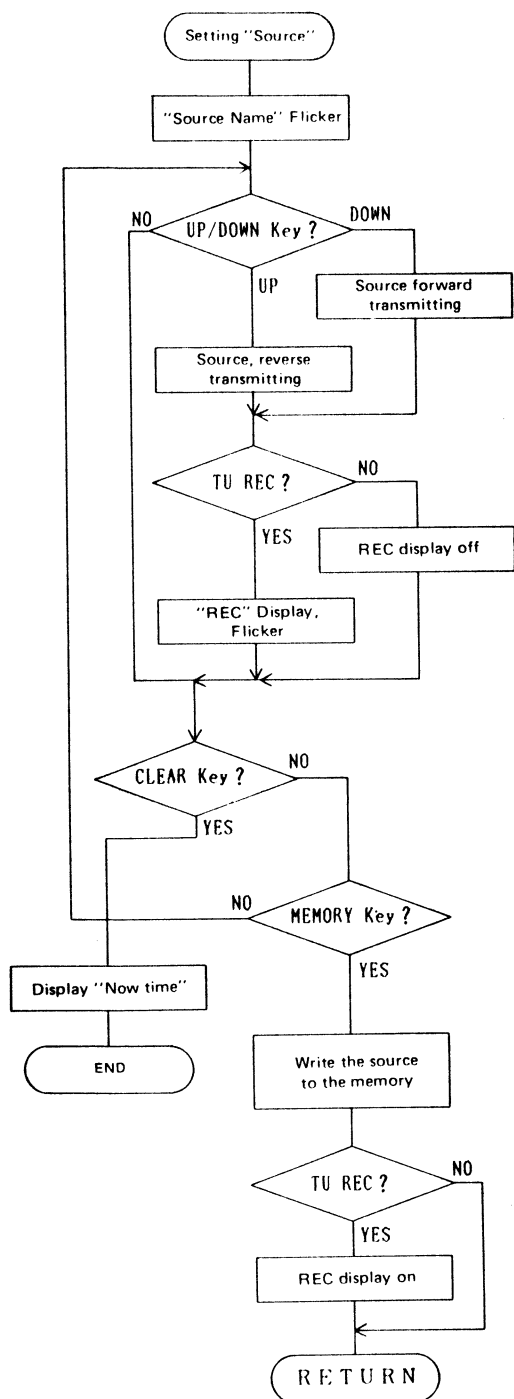 Setting "Source"
"Source Name" Flicker
NO
UP/DOWN Key?
DOWN
UP
Source forward
transmitting
Source, reverse
transmitting
TU REC?
NO
YES
REC display off
"REC" Display,
Flicker
CLEAR Key?
NO
YES
NO
MEMORY Key?
YES
Display "Now time"
END
Write the source
to the memory
TU REC?
NO
YES
REC display on
RETURN